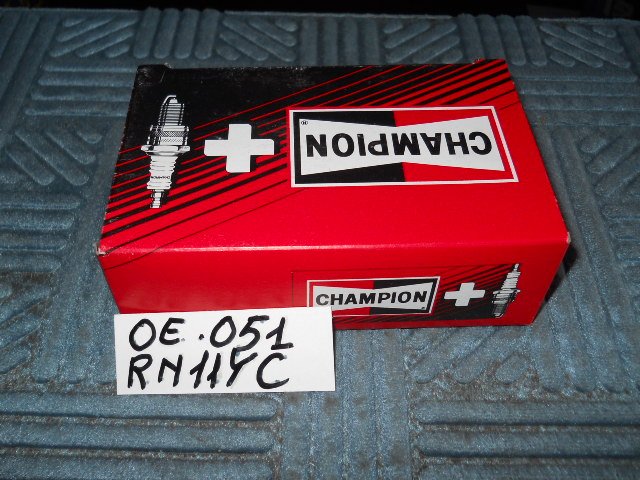 CHAMPION
®
CHAMPION
OE.051
RN11YC